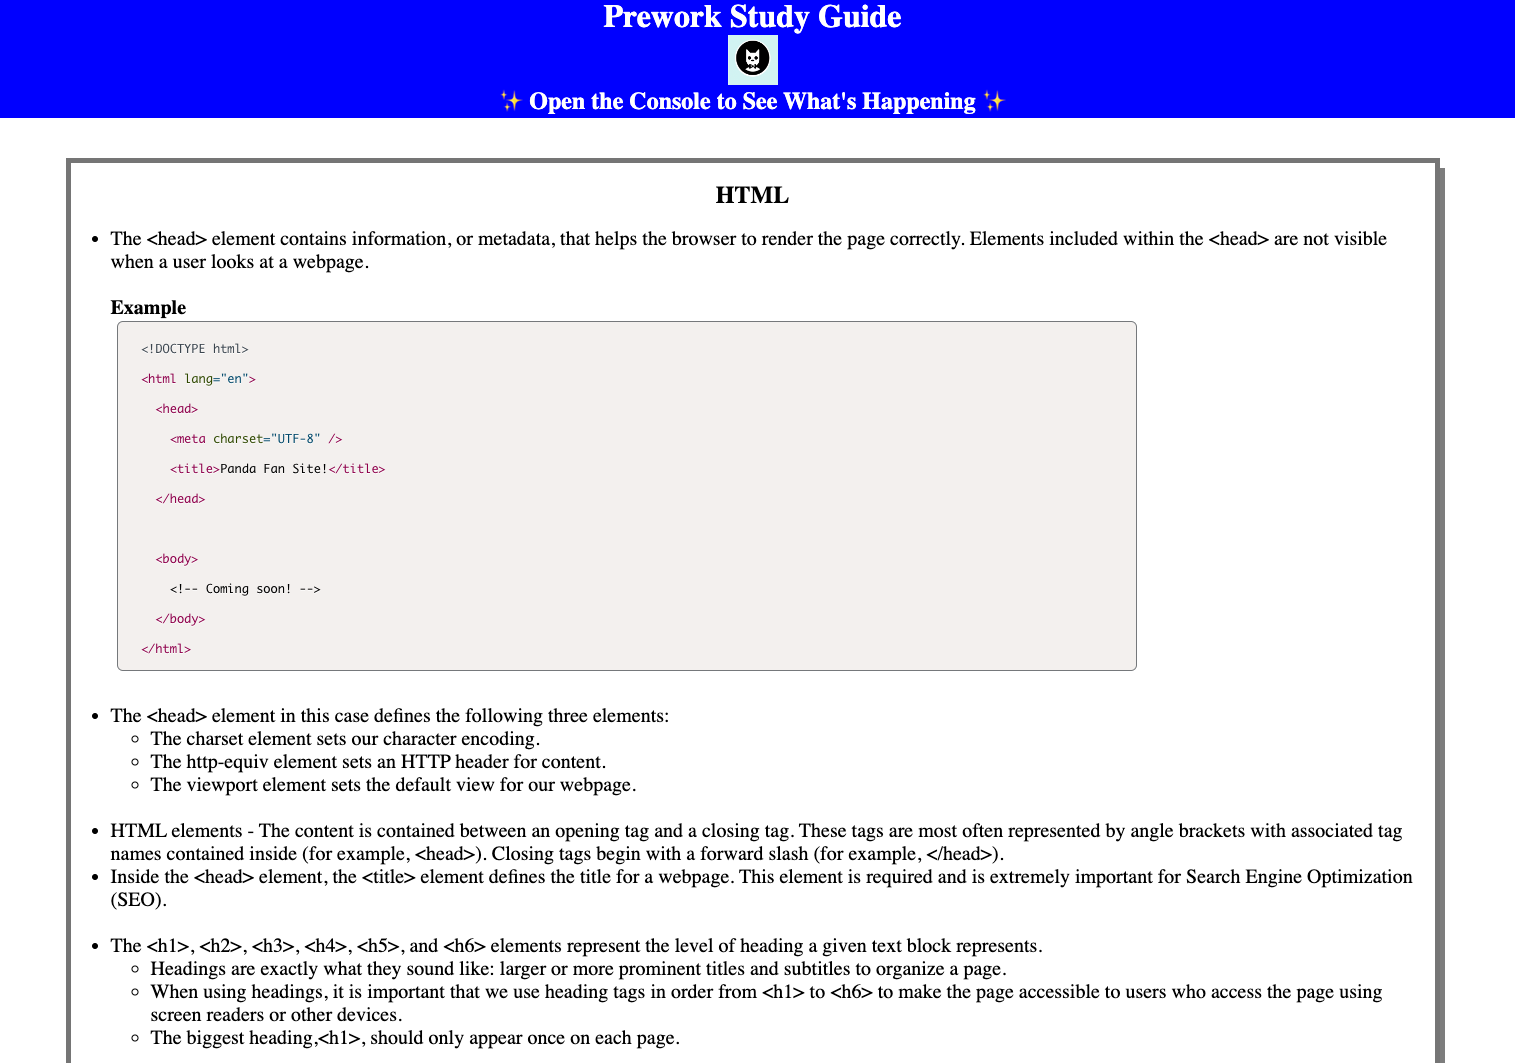 Prework Study Guide
✨ Open the Console to See What's Happening ✨
HTML
• The <head> element contains information, or metadata, that helps the browser to render the page correctly. Elements included within the <head> are not visible
when a user looks at a webpage.
Example
<!DOCTYPE html>
<html lang="en">
<head>
<meta charset="UTF-8" />
<title>Panda Fan Site!</title>
</head>
<body>
<!-- Coming soon! -->
</body>
</html>
• The <head> element in this case defines the following three elements:
◦ The charset element sets our character encoding.
◦ The http-equiv element sets an HTTP header for content.
◦ The viewport element sets the default view for our webpage.
• HTML elements - The content is contained between an opening tag and a closing tag. These tags are most often represented by angle brackets with associated tag
names contained inside (for example, <head>). Closing tags begin with a forward slash (for example, </head>).
• Inside the <head> element, the <title> element defines the title for a webpage. This element is required and is extremely important for Search Engine Optimization
(SEO).
• The <h1>, <h2>, <h3>, <h4>, <h5>, and <h6> elements represent the level of heading a given text block represents.
◦ Headings are exactly what they sound like: larger or more prominent titles and subtitles to organize a page.
◦ When using headings, it is important that we use heading tags in order from <h1> to <h6> to make the page accessible to users who access the page using
screen readers or other devices.
◦ The biggest heading,<h1>, should only appear once on each page.